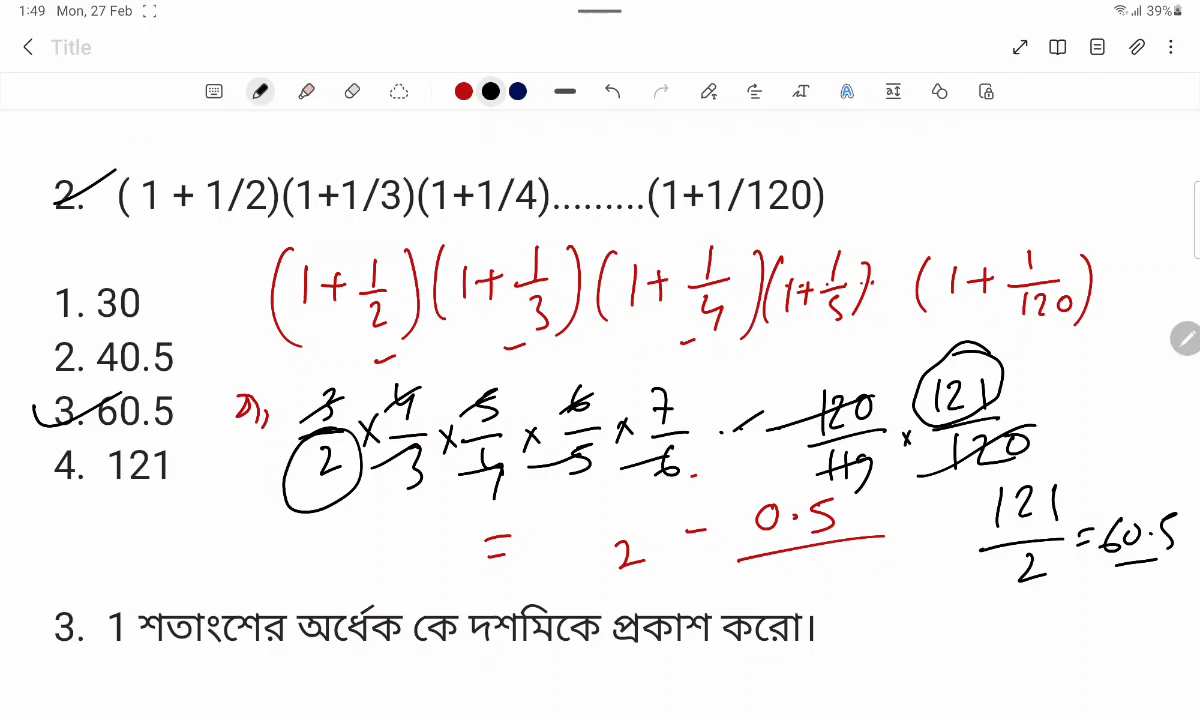 1:49 Mon, 27 Feb 39%
Title
2. ( 1 + 1/2)(1+1/3)(1+1/4).........(1+1/120)
(1 + 1/2) (1 + 1/3) (1 + 1/4) (1 + 1/5) .. (1 + 1/120)
1. 30
2. 40.5
3. 60.5
4. 121
3/2 × 4/3 × 5/4 × 6/5 × 7/6 ... 120/119 × 121/120
= 2 - 0.5
121/2 = 60.5
3. 1 শতাংশের অর্ধেক কে দশমিকে প্রকাশ করো।